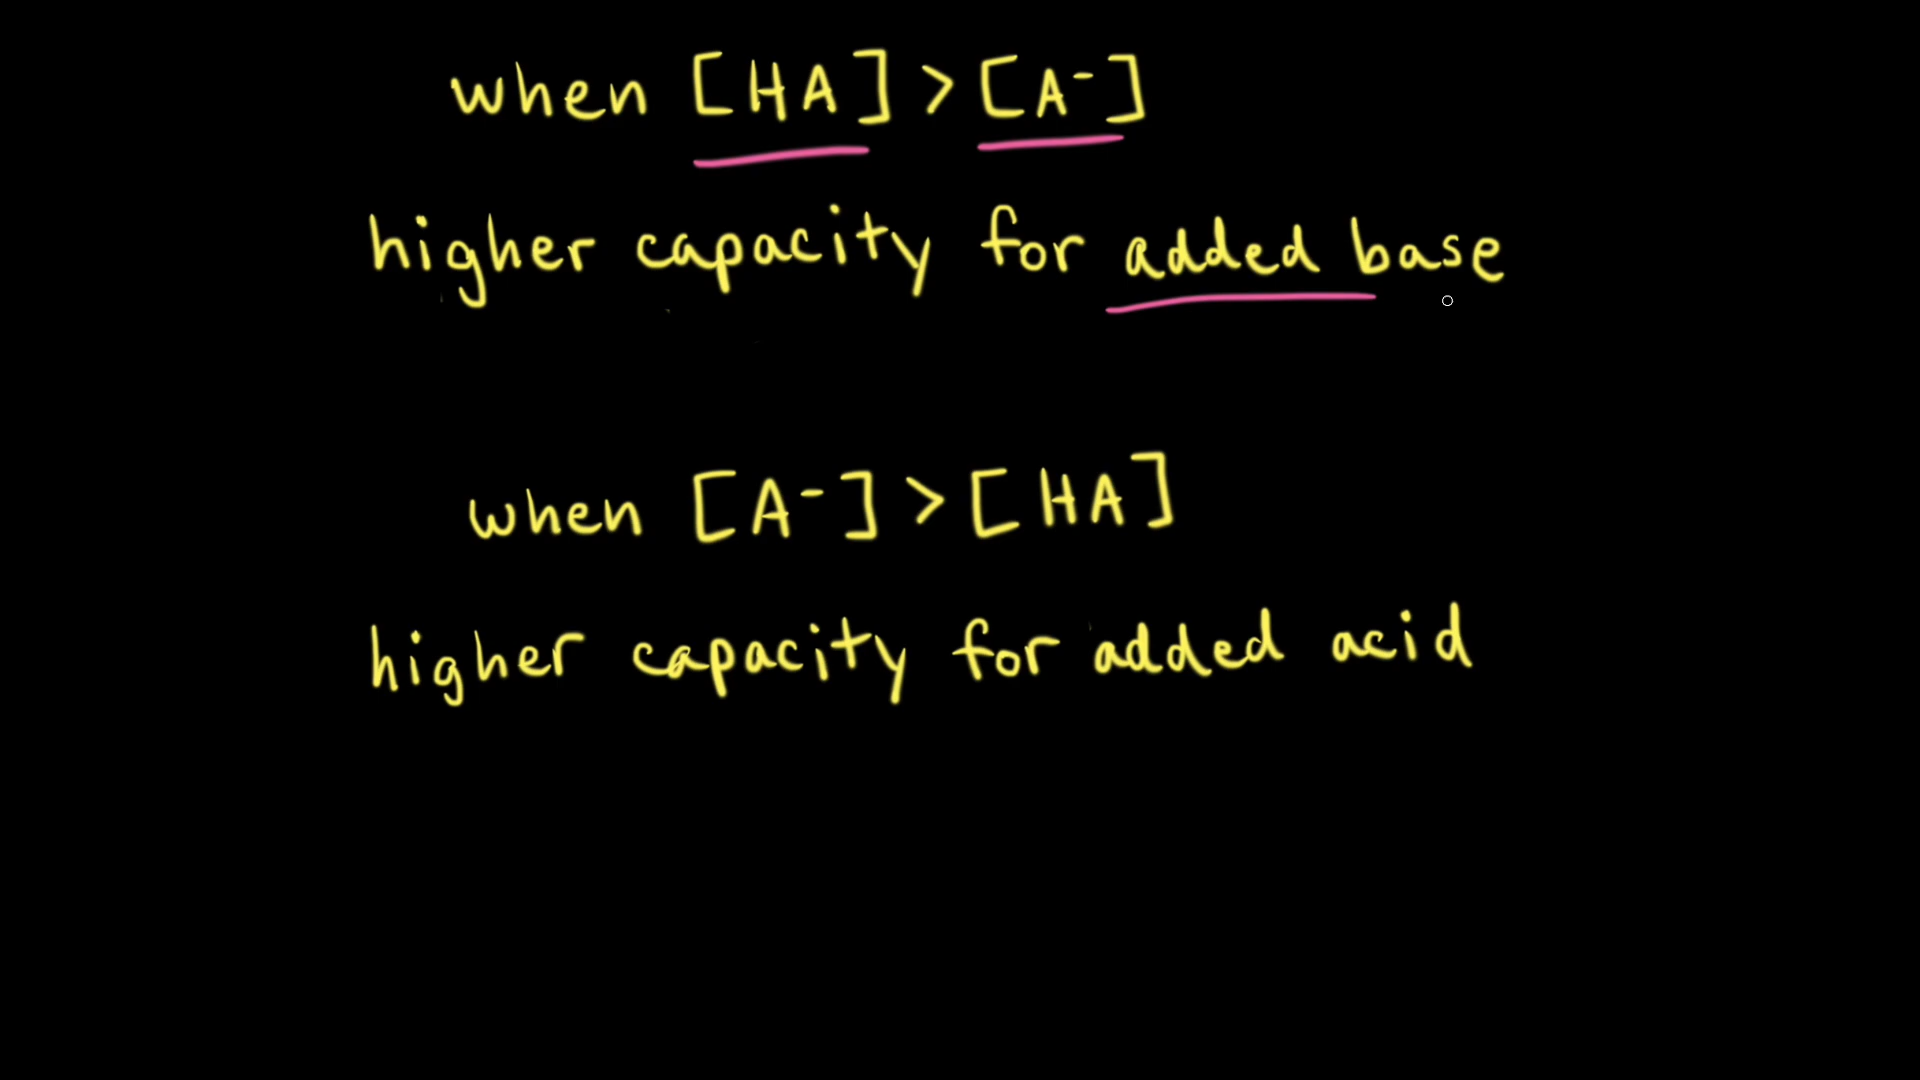 when [HA] > [A⁻]
higher capacity for added base
when [A⁻] > [HA]
higher capacity for added acid